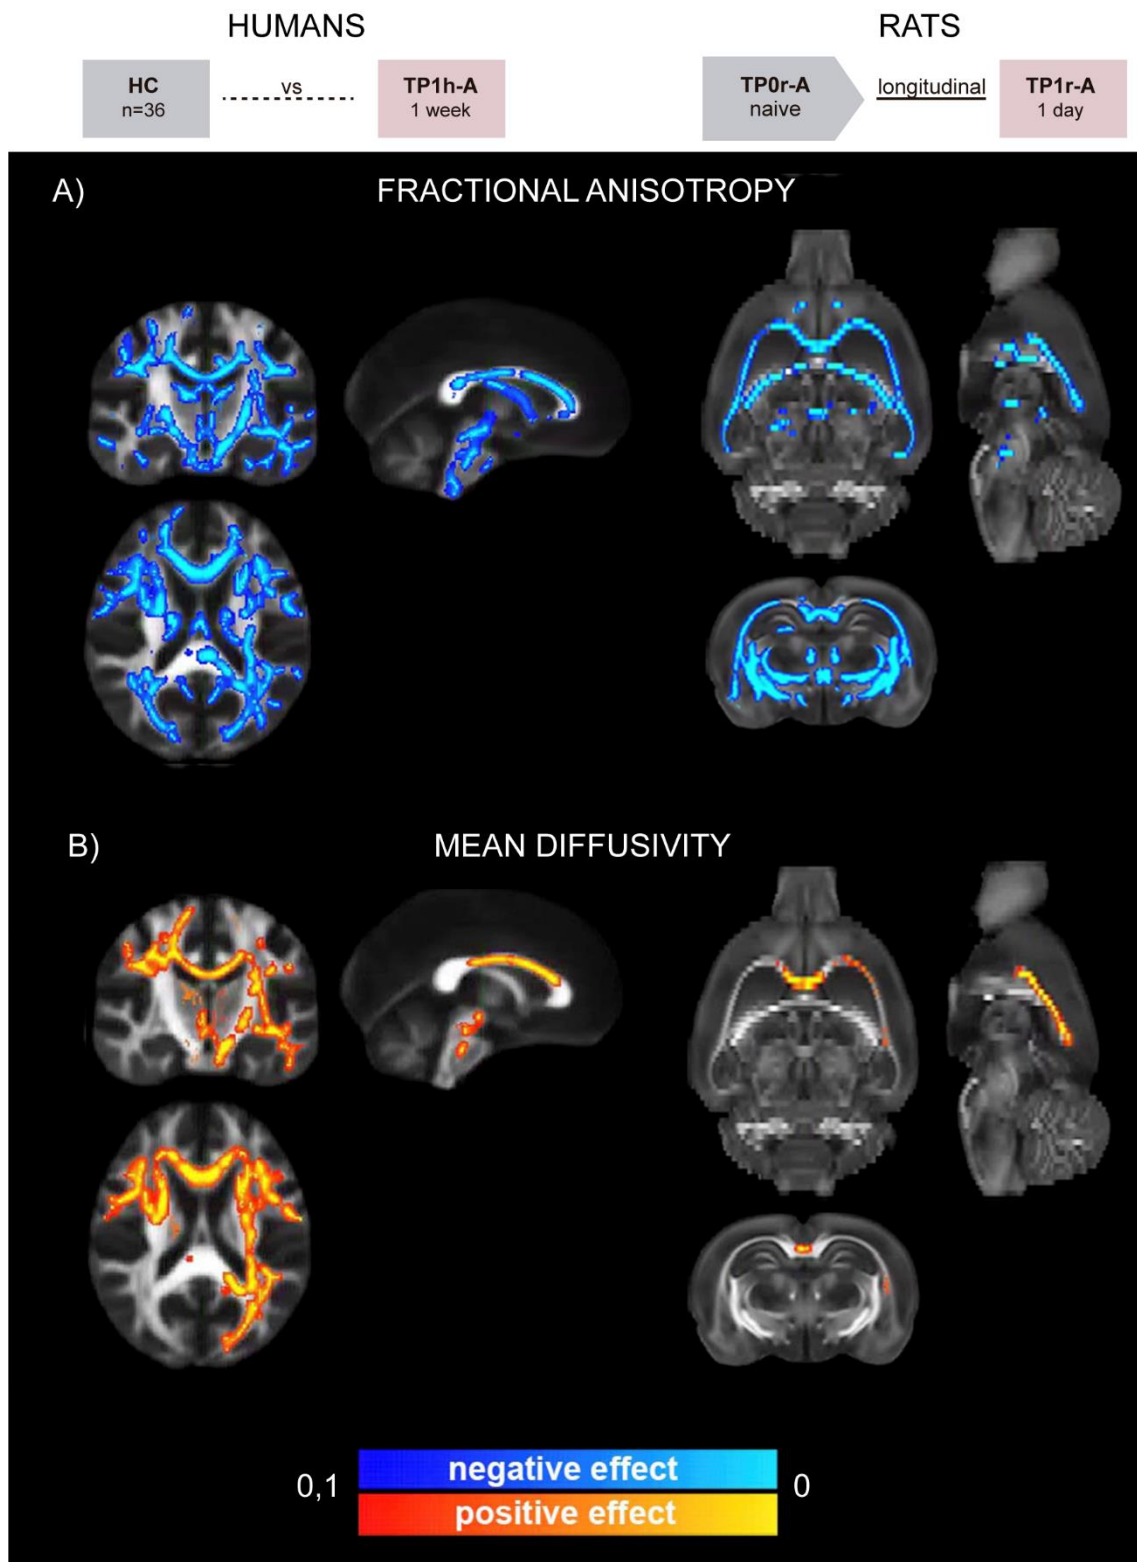 HUMANS
RATS
HC
n=36
vs
TP1h-A
1 week
TP0r-A
naive
longitudinal
TP1r-A
1 day
A)
FRACTIONAL ANISOTROPY
B)
MEAN DIFFUSIVITY
0,1
negative effect
0
positive effect